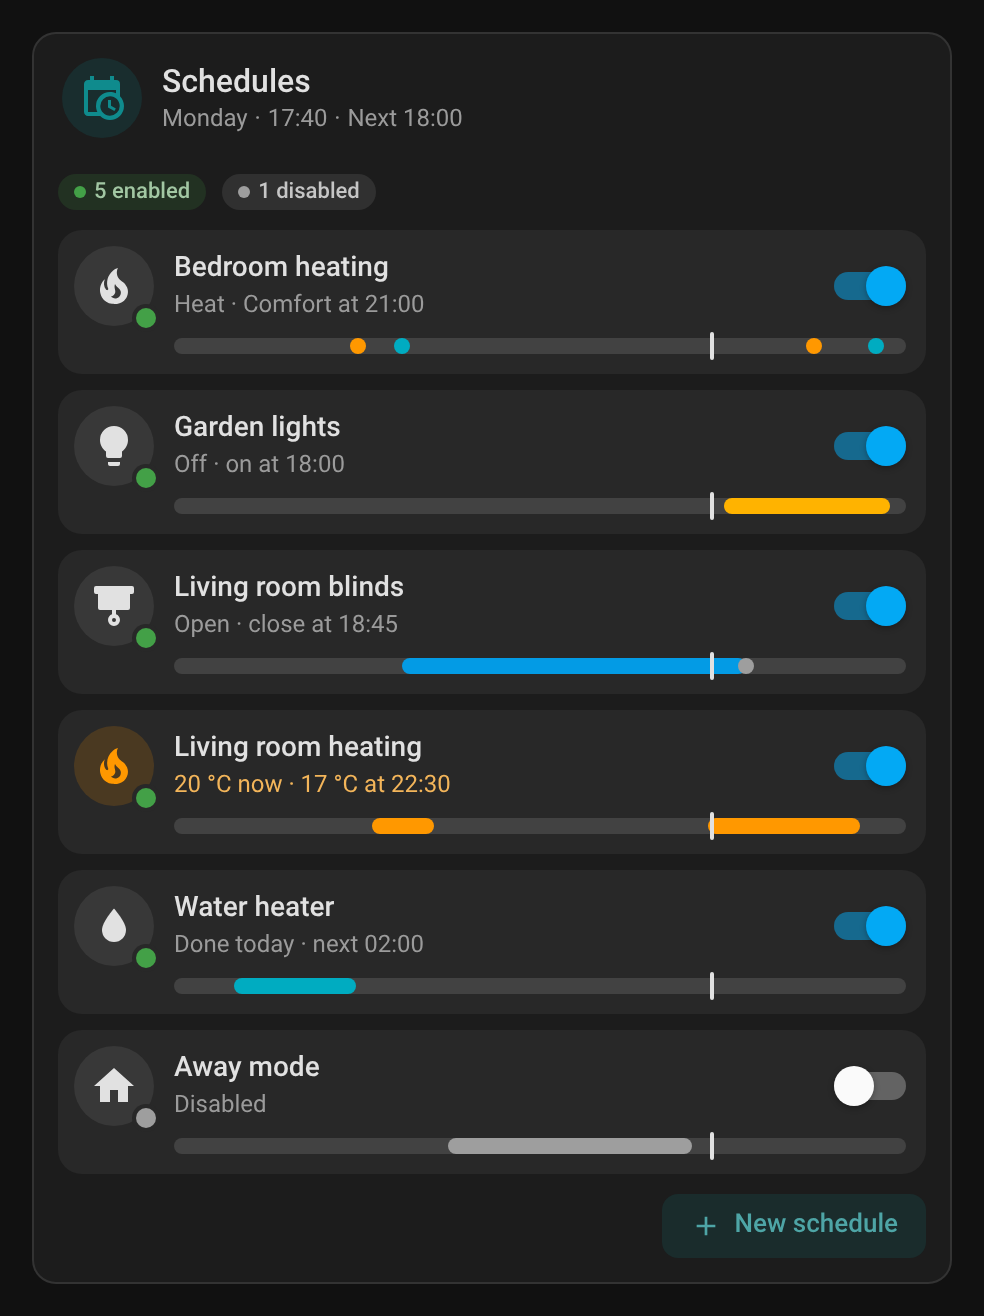 Schedules
Monday · 17:40 · Next 18:00
5 enabled
1 disabled
Bedroom heating
Heat · Comfort at 21:00
Garden lights
Off · on at 18:00
Living room blinds
Open · close at 18:45
Living room heating
20 °C now · 17 °C at 22:30
Water heater
Done today · next 02:00
Away mode
Disabled
+ New schedule